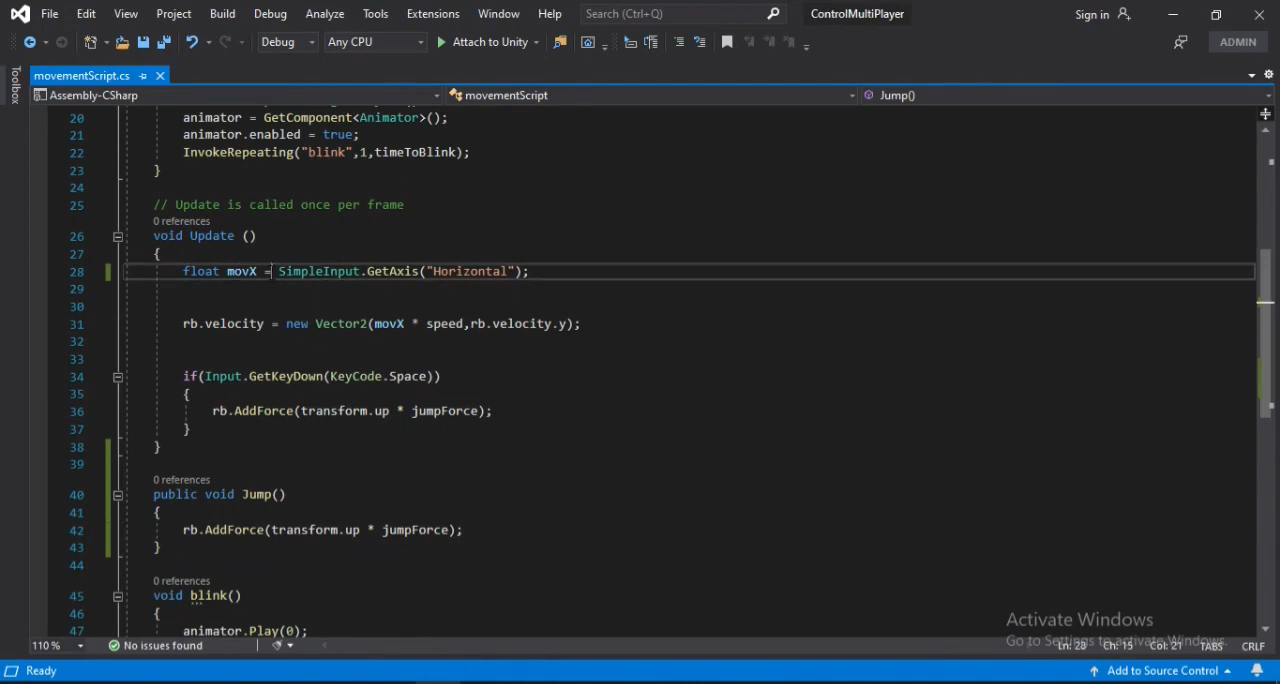 File Edit View Project Build Debug Analyze Tools Extensions Window Help Search (Ctrl+Q) ControlMultiPlayer Sign in
Debug Any CPU Attach to Unity ADMIN
Toolbox
movementScript.cs
Assembly-CSharp movementScript Jump()
20 animator = GetComponent<Animator>();
21 animator.enabled = true;
22 InvokeRepeating("blink",1,timeToBlink);
23 }
24
25 // Update is called once per frame
0 references
26 void Update ()
27 {
28 float movX = SimpleInput.GetAxis("Horizontal");
29
30
31 rb.velocity = new Vector2(movX * speed,rb.velocity.y);
32
33
34 if(Input.GetKeyDown(KeyCode.Space))
35 {
36 rb.AddForce(transform.up * jumpForce);
37 }
38 }
39
0 references
40 public void Jump()
41 {
42 rb.AddForce(transform.up * jumpForce);
43 }
44
0 references
45 void blink()
46 {
47 animator.Play(0);
Activate Windows
Go to Settings to activate Windows.
110 % No issues found Ln: 28 Ch: 15 Col: 21 TABS CRLF
Ready Add to Source Control